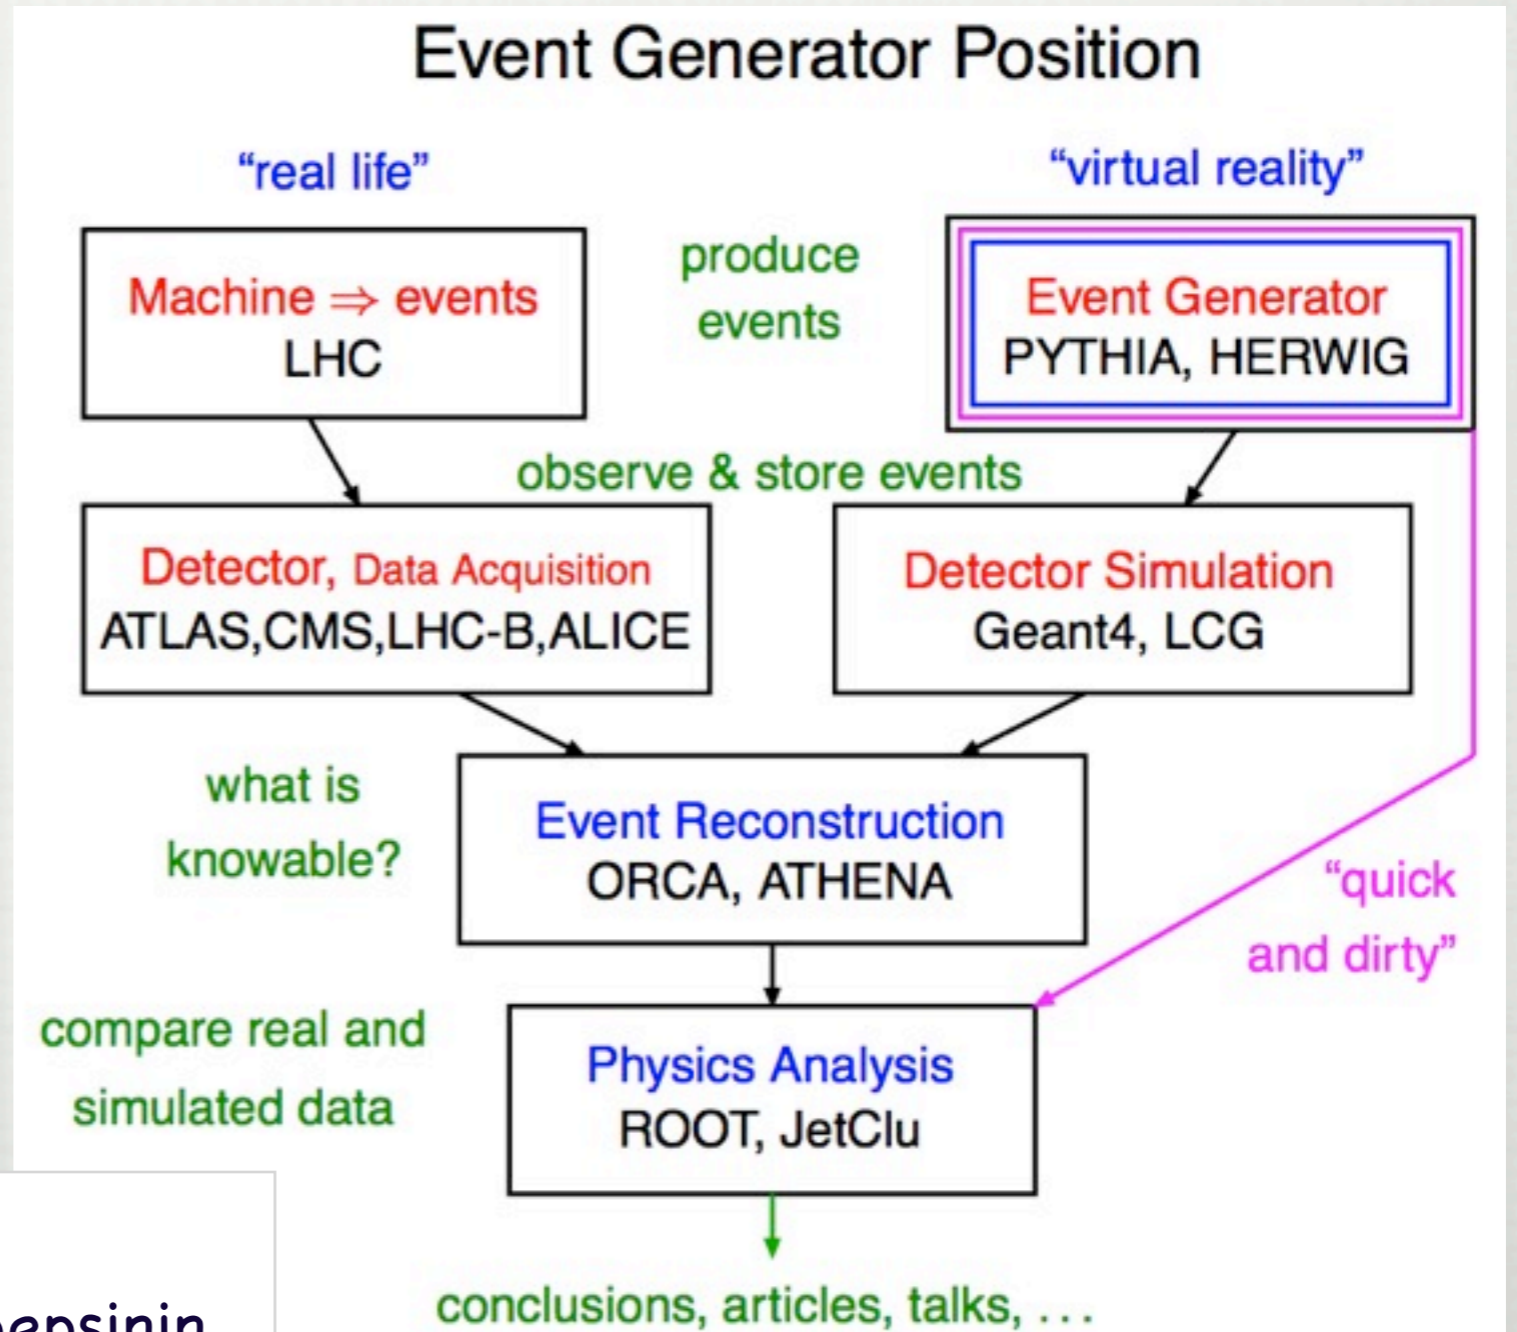 Event Generator Position
“real life”
“virtual reality”
Machine ⇒ events
LHC
produce
events
Event Generator
PYTHIA, HERWIG
observe & store events
Detector, Data Acquisition
ATLAS,CMS,LHC-B,ALICE
Detector Simulation
Geant4, LCG
what is
knowable?
Event Reconstruction
ORCA, ATHENA
“quick
and dirty”
compare real and
simulated data
Physics Analysis
ROOT, JetClu
conclusions, articles, talks, ...